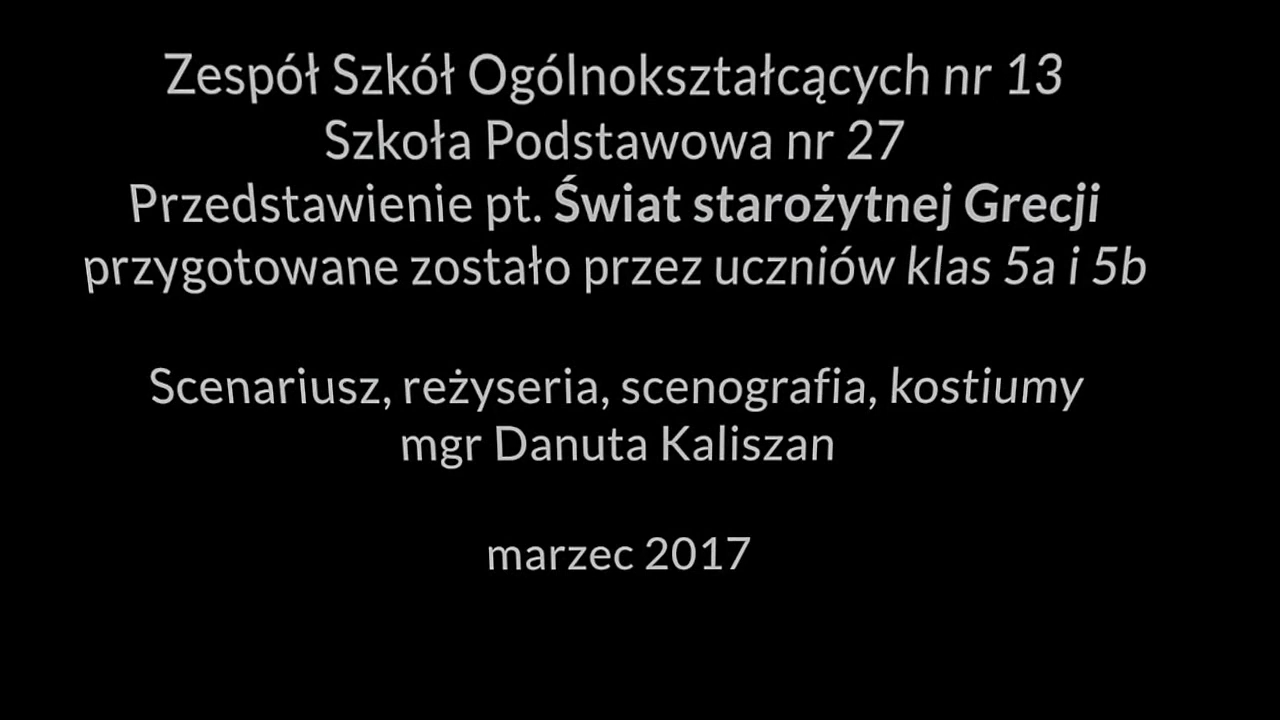 Zespół Szkół Ogólnokształcących nr 13
Szkoła Podstawowa nr 27
Przedstawienie pt. Świat starożytnej Grecji
przygotowane zostało przez uczniów klas 5a i 5b
Scenariusz, reżyseria, scenografia, kostiumy
mgr Danuta Kaliszan
marzec 2017